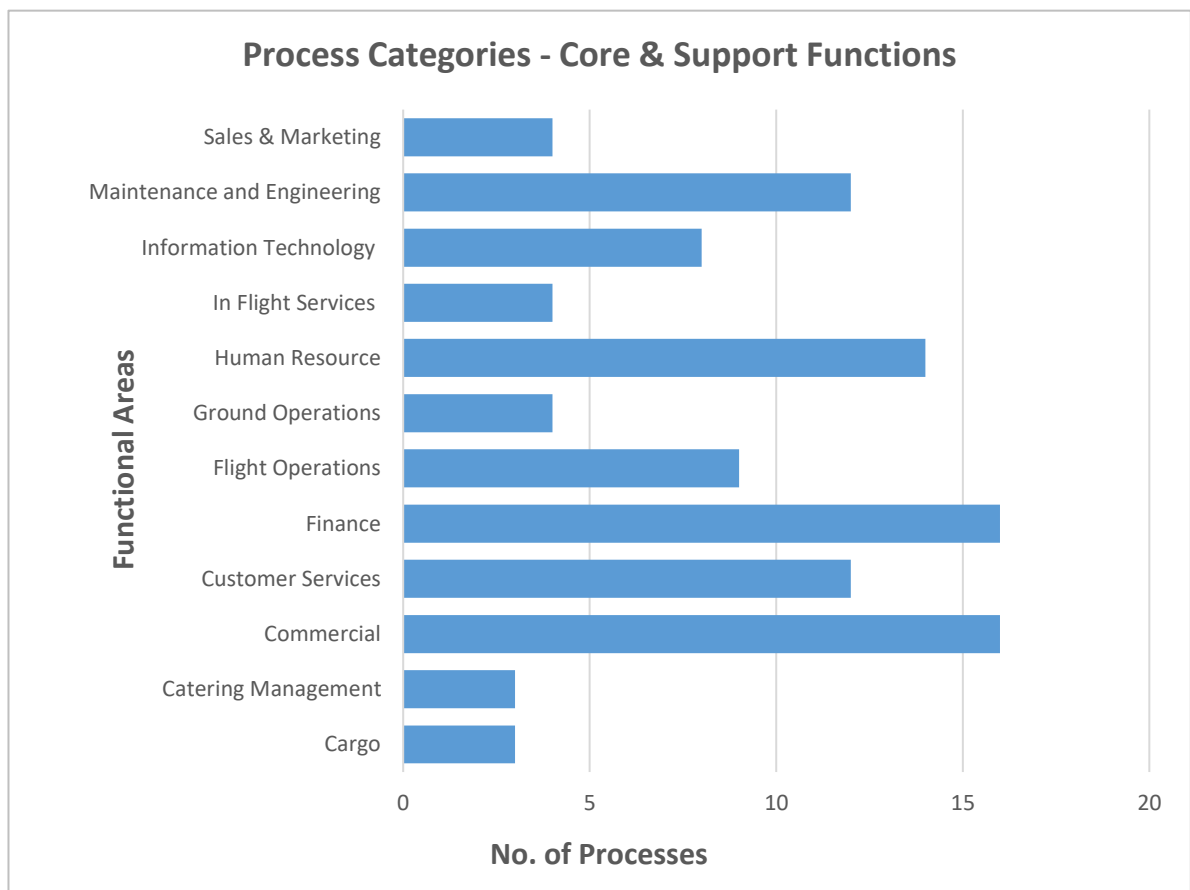 Process Categories - Core & Support Functions
Functional Areas
Sales & Marketing
Maintenance and Engineering
Information Technology
In Flight Services
Human Resource
Ground Operations
Flight Operations
Finance
Customer Services
Commercial
Catering Management
Cargo
0 5 10 15 20
No. of Processes